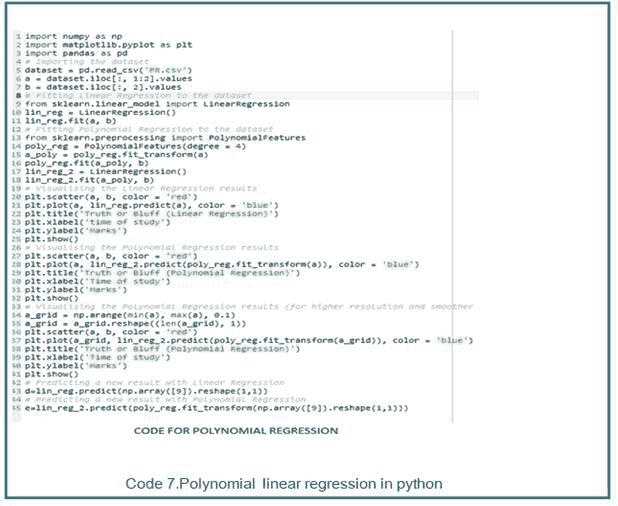 1 import numpy as np
2 import matplotlib.pyplot as plt
3 import pandas as pd
4 # Importing the dataset
5 dataset = pd.read_csv('PR.csv')
6 a = dataset.iloc[:, 1:2].values
7 b = dataset.iloc[:, 2].values
8 # Fitting Linear Regression to the dataset
9 from sklearn.linear_model import LinearRegression
10 lin_reg = LinearRegression()
11 lin_reg.fit(a, b)
12 # Fitting Polynomial Regression to the dataset
13 from sklearn.preprocessing import PolynomialFeatures
14 poly_reg = PolynomialFeatures(degree = 4)
15 a_poly = poly_reg.fit_transform(a)
16 poly_reg.fit(a_poly, b)
17 lin_reg_2 = LinearRegression()
18 lin_reg_2.fit(a_poly, b)
19 # Visualising the Linear Regression results
20 plt.scatter(a, b, color = 'red')
21 plt.plot(a, lin_reg.predict(a), color = 'blue')
22 plt.title('Truth or Bluff (Linear Regression)')
23 plt.xlabel('time of study')
24 plt.ylabel('Marks')
25 plt.show()
26 # Visualising the Polynomial Regression results
27 plt.scatter(a, b, color = 'red')
28 plt.plot(a, lin_reg_2.predict(poly_reg.fit_transform(a)), color = 'blue')
29 plt.title('Truth or Bluff (Polynomial Regression)')
30 plt.xlabel('Time of study')
31 plt.ylabel('Marks')
32 plt.show()
33 # Visualising the Polynomial Regression results (for higher resolution and smoother
34 a_grid = np.arange(min(a), max(a), 0.1)
35 a_grid = a_grid.reshape((len(a_grid), 1))
36 plt.scatter(a, b, color = 'red')
37 plt.plot(a_grid, lin_reg_2.predict(poly_reg.fit_transform(a_grid)), color = 'blue')
38 plt.title('Truth or Bluff (Polynomial Regression)')
39 plt.xlabel('Time of study')
40 plt.ylabel('Marks')
41 plt.show()
42 # Predicting a new result with Linear Regression
43 d=lin_reg.predict(np.array([9]).reshape(1,1))
44 # Predicting a new result with Polynomial Regression
45 e=lin_reg_2.predict(poly_reg.fit_transform(np.array([9]).reshape(1,1)))
CODE FOR POLYNOMIAL REGRESSION
Code 7.Polynomial linear regression in python